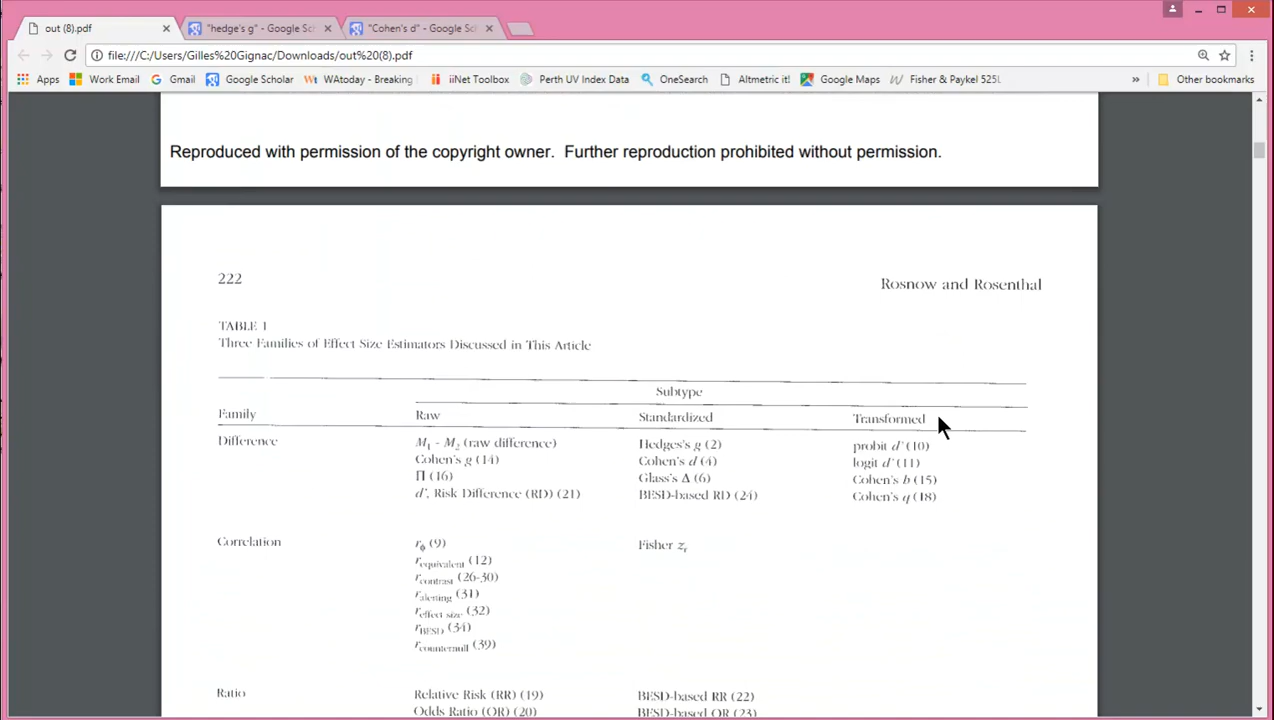 out (8).pdf
"hedge's g" - Google Sc
"Cohen's d" - Google Sc
file:///C:/Users/Gilles%20Gignac/Downloads/out%20(8).pdf
Apps Work Email Gmail Google Scholar WAtoday - Breaking iiNet Toolbox Perth UV Index Data OneSearch Altmetric it! Google Maps Fisher & Paykel 525L » Other bookmarks
Reproduced with permission of the copyright owner. Further reproduction prohibited without permission.
222 Rosnow and Rosenthal
TABLE 1
Three Families of Effect Size Estimators Discussed in This Article
Subtype
Family Raw Standardized Transformed
Difference M1 - M2 (raw difference) Hedges's g (2) probit d' (10)
Cohen's g (14) Cohen's d (4) logit d' (11)
Π (16) Glass's Δ (6) Cohen's h (15)
d', Risk Difference (RD) (21) BESD-based RD (24) Cohen's q (18)
Correlation rϕ (9) Fisher zr
requivalent (12)
rcontrast (26-30)
ralerting (31)
reffect size (32)
rBESD (34)
rcounternull (39)
Ratio Relative Risk (RR) (19) BESD-based RR (22)
Odds Ratio (OR) (20) BESD-based OR (23)